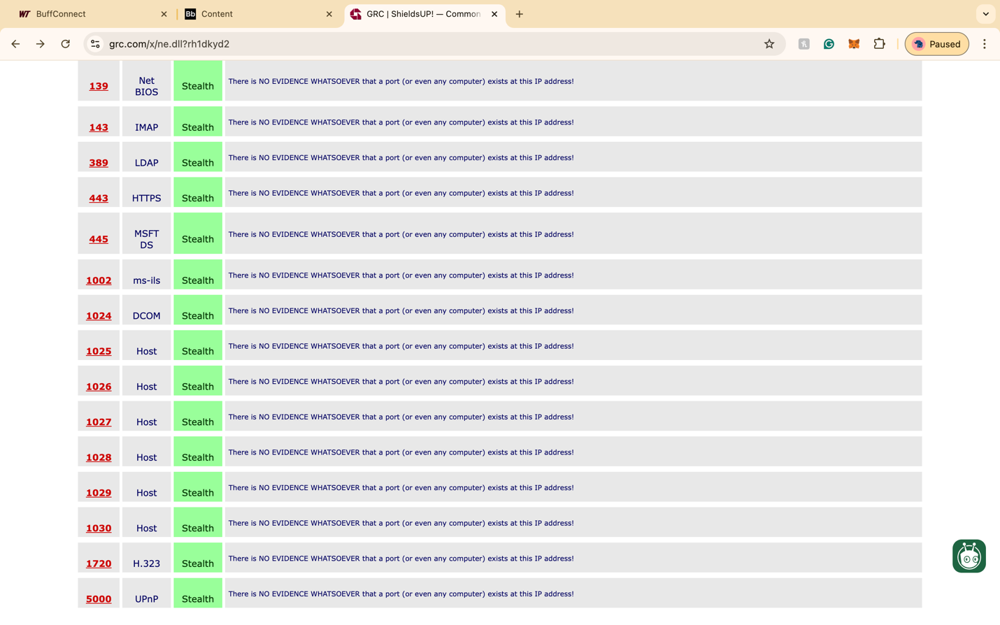 WT BuffConnect
Bb Content
GRC | ShieldsUP! — Common
grc.com/x/ne.dll?rh1dkyd2
Paused
139 Net BIOS Stealth There is NO EVIDENCE WHATSOEVER that a port (or even any computer) exists at this IP address!
143 IMAP Stealth There is NO EVIDENCE WHATSOEVER that a port (or even any computer) exists at this IP address!
389 LDAP Stealth There is NO EVIDENCE WHATSOEVER that a port (or even any computer) exists at this IP address!
443 HTTPS Stealth There is NO EVIDENCE WHATSOEVER that a port (or even any computer) exists at this IP address!
445 MSFT DS Stealth There is NO EVIDENCE WHATSOEVER that a port (or even any computer) exists at this IP address!
1002 ms-ils Stealth There is NO EVIDENCE WHATSOEVER that a port (or even any computer) exists at this IP address!
1024 DCOM Stealth There is NO EVIDENCE WHATSOEVER that a port (or even any computer) exists at this IP address!
1025 Host Stealth There is NO EVIDENCE WHATSOEVER that a port (or even any computer) exists at this IP address!
1026 Host Stealth There is NO EVIDENCE WHATSOEVER that a port (or even any computer) exists at this IP address!
1027 Host Stealth There is NO EVIDENCE WHATSOEVER that a port (or even any computer) exists at this IP address!
1028 Host Stealth There is NO EVIDENCE WHATSOEVER that a port (or even any computer) exists at this IP address!
1029 Host Stealth There is NO EVIDENCE WHATSOEVER that a port (or even any computer) exists at this IP address!
1030 Host Stealth There is NO EVIDENCE WHATSOEVER that a port (or even any computer) exists at this IP address!
1720 H.323 Stealth There is NO EVIDENCE WHATSOEVER that a port (or even any computer) exists at this IP address!
5000 UPnP Stealth There is NO EVIDENCE WHATSOEVER that a port (or even any computer) exists at this IP address!